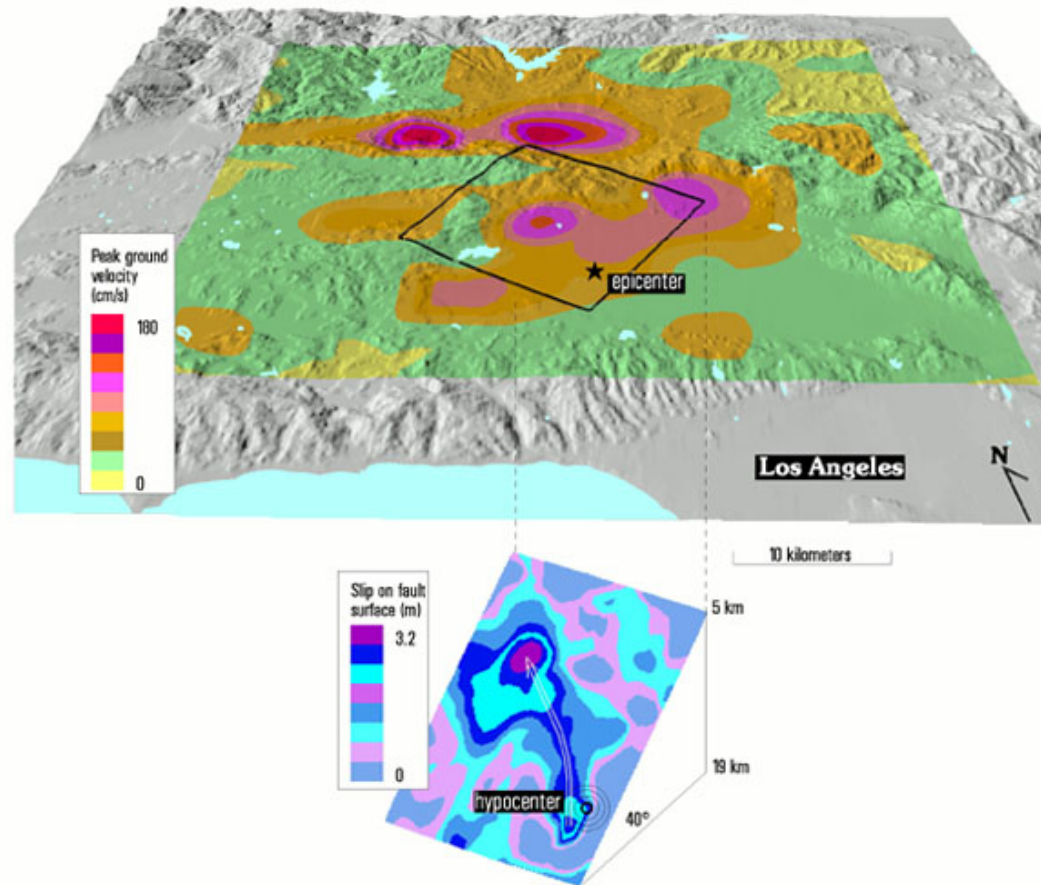 Peak ground
velocity
(cm/s)
180
0
epicenter
Los Angeles
N
10 kilometers
Slip on fault
surface (m)
3.2
0
5 km
19 km
40°
hypocenter